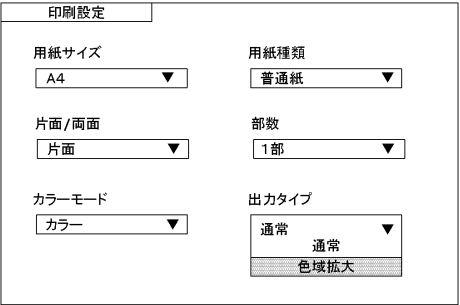 印刷設定
用紙サイズ
用紙種類
A4 ▼
普通紙 ▼
片面/両面
部数
片面 ▼
1部 ▼
カラーモード
出力タイプ
カラー ▼
通常 ▼
通常
色域拡大